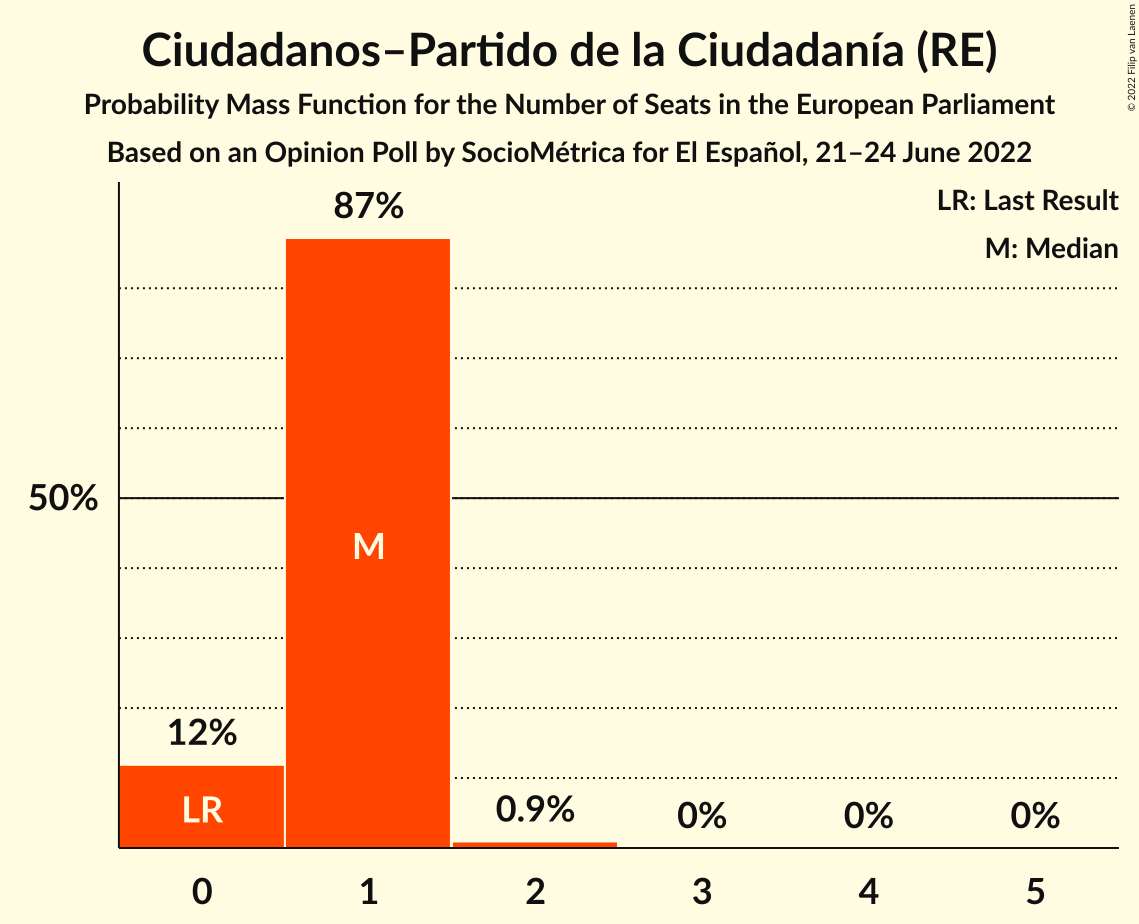 Ciudadanos–Partido de la Ciudadanía (RE)
Probability Mass Function for the Number of Seats in the European Parliament
Based on an Opinion Poll by SocioMétrica for El Español, 21–24 June 2022
© 2022 Filip van Laenen
LR: Last Result
M: Median
87%
50%
M
12%
LR
0.9%
0%
0%
0%
0
1
2
3
4
5